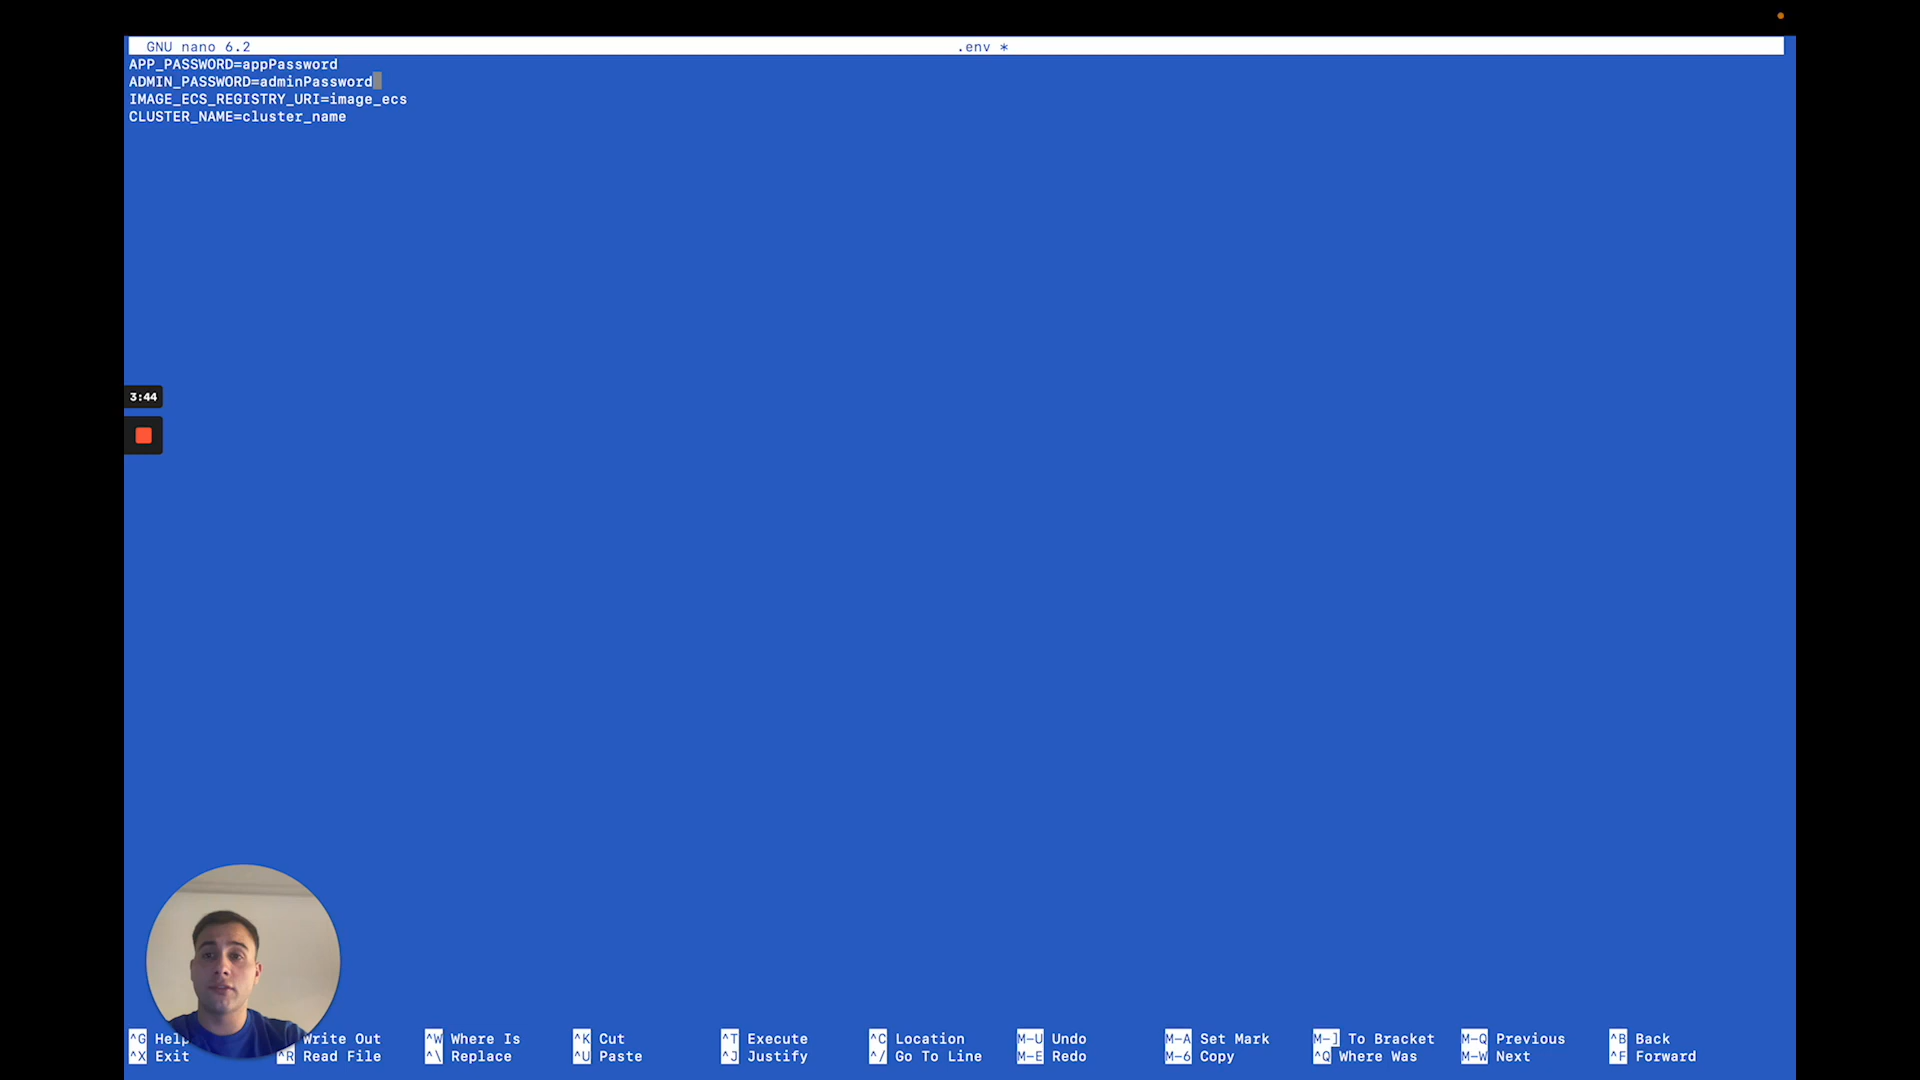 GNU nano 6.2 .env *
APP_PASSWORD=appPassword
ADMIN_PASSWORD=adminPassword
IMAGE_ECS_REGISTRY_URI=image_ecs
CLUSTER_NAME=cluster_name
3:44
^G Help Write Out ^W Where Is ^K Cut ^T Execute ^C Location M-U Undo M-A Set Mark M-] To Bracket M-Q Previous ^B Back
^X Exit ^R Read File ^\ Replace ^U Paste ^J Justify ^/ Go To Line M-E Redo M-6 Copy ^Q Where Was M-W Next ^F Forward